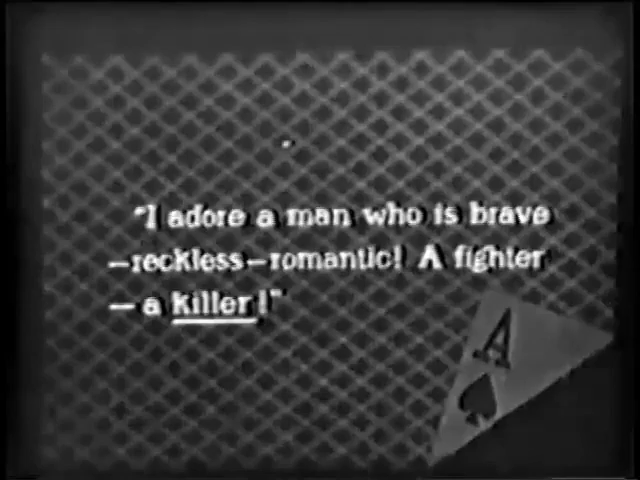 "I adore a man who is brave
—reckless—romantic! A fighter
— a killer!"
A